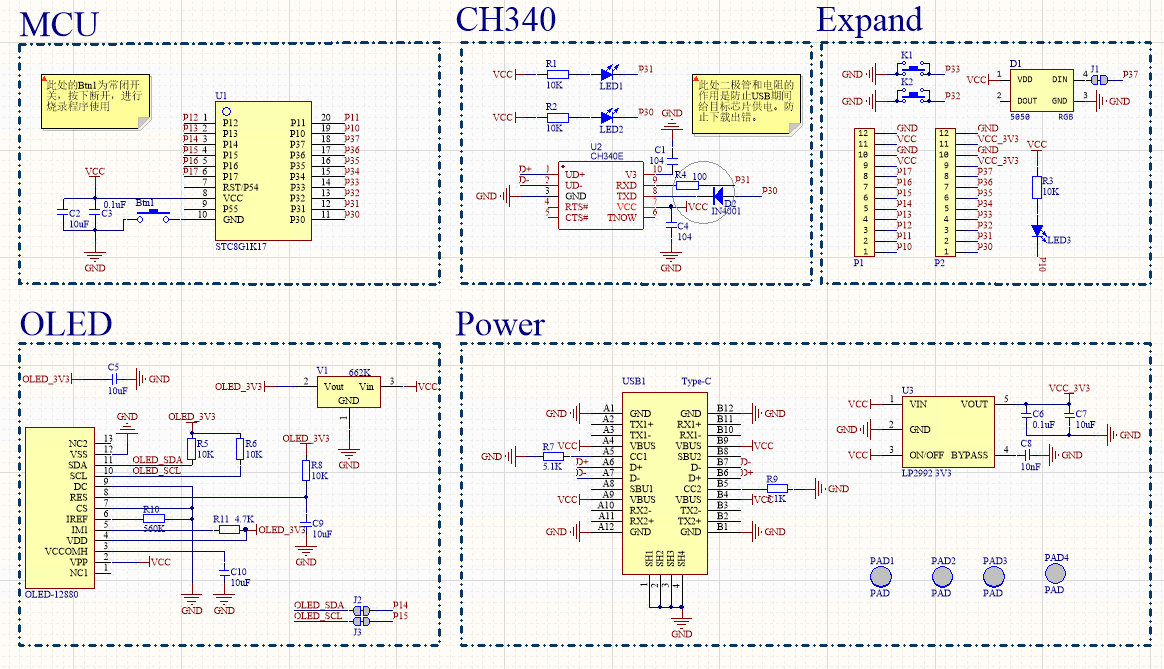 MCU
此处的Btn1为常闭开
关，按下断开，进行
烧录程序使用
U1
P12 1 P12 P11 20 P11
P13 2 P13 P10 19 P10
P14 3 P14 P37 18 P37
P15 4 P15 P36 17 P36
P16 5 P16 P35 16 P35
P17 6 P17 P34 15 P34
7 RST/P54 P33 14 P33
8 VCC P32 13 P32
9 P55 P31 12 P31
10 GND P30 11 P30
STC8G1K17
VCC
C2
10uF
0.1uF
C3
Btn1
GND
CH340
VCC R1 10K LED1 P31
VCC R2 10K LED2 P30
此处二极管和电阻的
作用是防止USB期间
给目标芯片供电。防
止下载出错。
GND
C1
104
U2
CH340E
D+ 1 UD+ V3 10
D- 2 UD- RXD 9 R4 100 P31
GND 3 GND TXD 8 D2 IN4001 P30
4 RTS# VCC 7 VCC
5 CTS# TNOW 6
C4
104
GND
Expand
GND K1 P33
GND K2 P32
D1
VCC 1 VDD DIN 4 J1 P37
2 DOUT GND 3 GND
5050 RGB
12 GND
11 VCC
10 GND
9 VCC
8 P17
7 P16
6 P15
5 P14
4 P13
3 P12
2 P11
1 P10
P1
12 GND
11 VCC_3V3
10 GND
9 VCC_3V3
8 P37
7 P36
6 P35
5 P34
4 P33
3 P32
2 P31
1 P30
P2
VCC
R3
10K
LED3
P10
OLED
OLED_3V3 C5 10uF GND
V1 662K
OLED_3V3 2 Vout Vin 3 VCC
GND
1
GND
GND
OLED_3V3
R5
10K
R6
10K
OLED_3V3
R8
10K
NC2 13
VSS 12
SDA 11 OLED_SDA
SCL 10 OLED_SCL
DC 9
RES 8
CS 7
IREF 6 R10 560K
IM1 5 R11 4.7K OLED_3V3
VDD 4
VCCOMH 3
VPP 2 VCC
NC1 1
OLED-12880
C9
10uF
GND
C10
10uF
GND
GND
OLED_SDA J2 P14
OLED_SCL J3 P15
Power
USB1 Type-C
GND A1 GND GND B12 GND
A2 TX1+ RX1+ B11
A3 TX1- RX1- B10
VCC A4 VBUS VBUS B9 VCC
GND R7 5.1K A5 CC1 SBU2 B8
D+ A6 D+ D- B7 D-
D- A7 D- D+ B6 D+
A8 SBU1 CC2 B5 R9 5.1K GND
VCC A9 VBUS VBUS B4 VCC
A10 RX2- TX2- B3
A11 RX2+ TX2+ B2
GND A12 GND GND B1 GND
SH1 SH2 SH3 SH4
1 2 3 4
GND
U3
VCC 1 VIN VOUT 5 VCC_3V3
GND 2 GND
VCC 3 ON/OFF BYPASS 4
LP2992 3V3
C6
0.1uF
C7
10uF
GND
C8
10nF
GND
PAD1 PAD2 PAD3 PAD4
PAD PAD PAD PAD